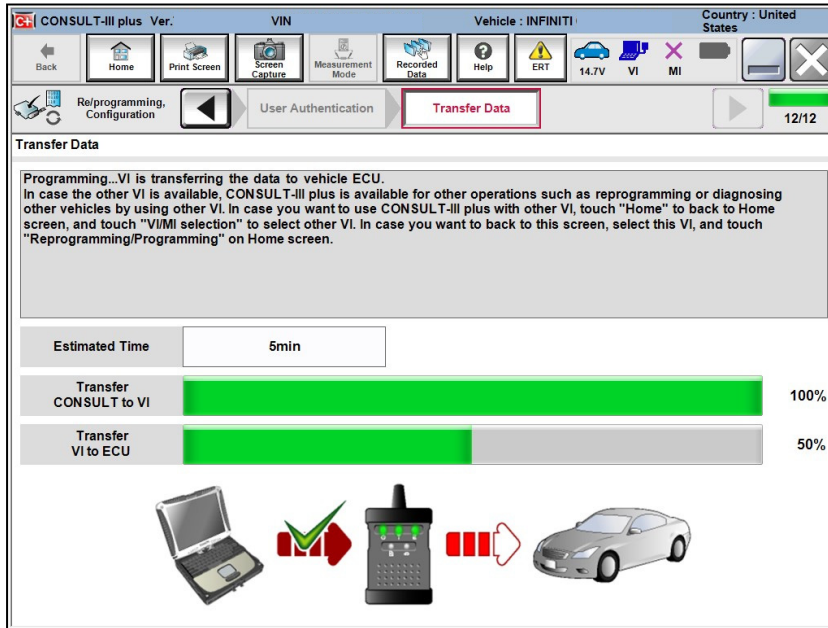 CONSULT-III plus Ver.
VIN
Vehicle : INFINITI
Country : United
States
Back
Home
Print Screen
Screen
Capture
Measurement
Mode
Recorded
Data
Help
ERT
14.7V
VI
MI
Re/programming,
Configuration
User Authentication
Transfer Data
12/12
Transfer Data
Programming...VI is transferring the data to vehicle ECU.
In case the other VI is available, CONSULT-III plus is available for other operations such as reprogramming or diagnosing
other vehicles by using other VI. In case you want to use CONSULT-III plus with other VI, touch "Home" to back to Home
screen, and touch "VI/MI selection" to select other VI. In case you want to back to this screen, select this VI, and touch
"Reprogramming/Programming" on Home screen.
Estimated Time
5min
Transfer
CONSULT to VI
100%
Transfer
VI to ECU
50%